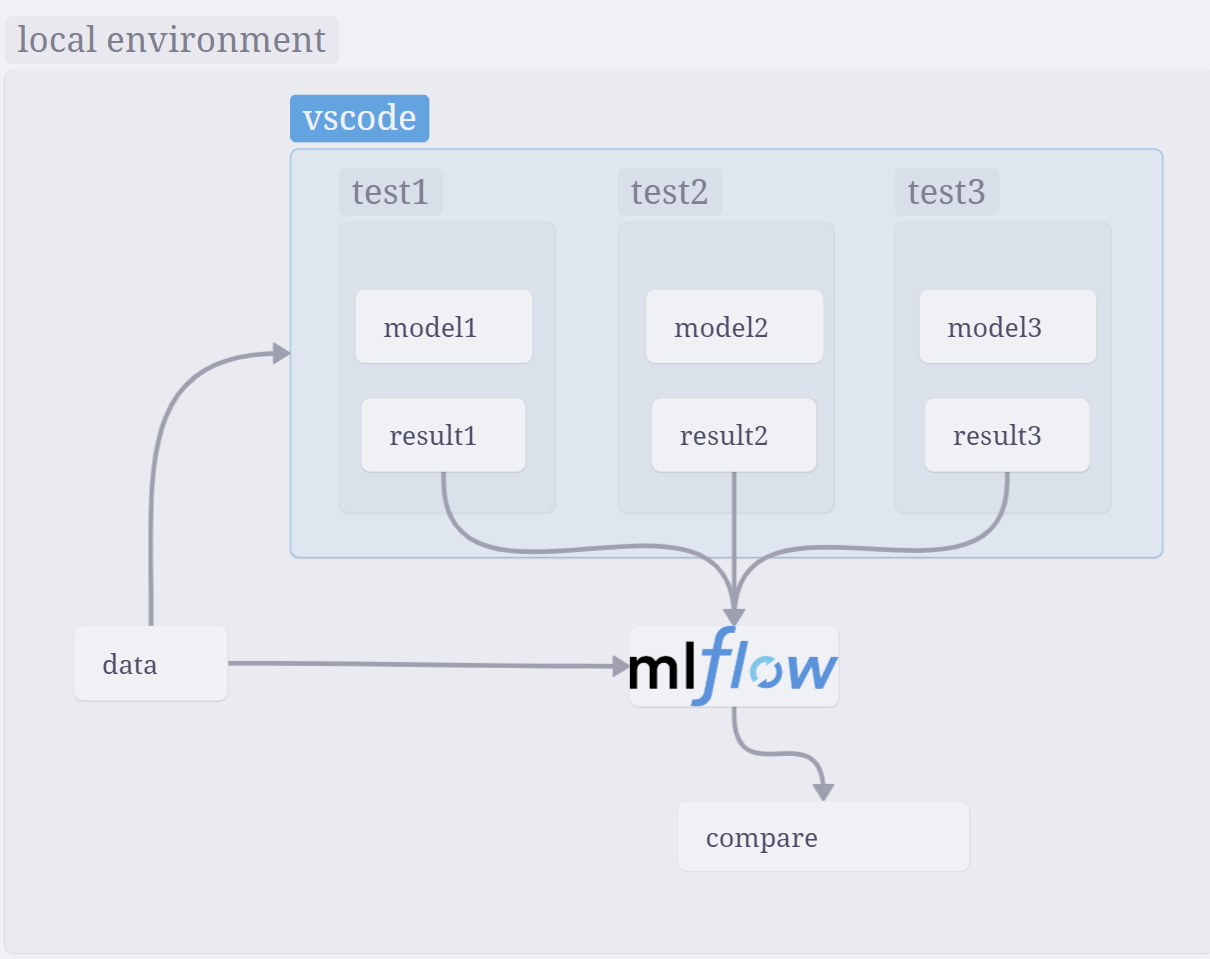 local environment
vscode
test1
test2
test3
model1
model2
model3
result1
result2
result3
data
mlflow
compare